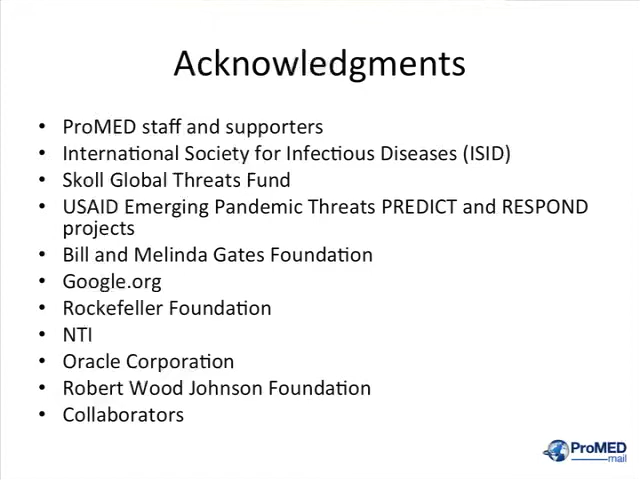 Acknowledgments
• ProMED staff and supporters
• International Society for Infectious Diseases (ISID)
• Skoll Global Threats Fund
• USAID Emerging Pandemic Threats PREDICT and RESPOND
projects
• Bill and Melinda Gates Foundation
• Google.org
• Rockefeller Foundation
• NTI
• Oracle Corporation
• Robert Wood Johnson Foundation
• Collaborators
ProMED
mail